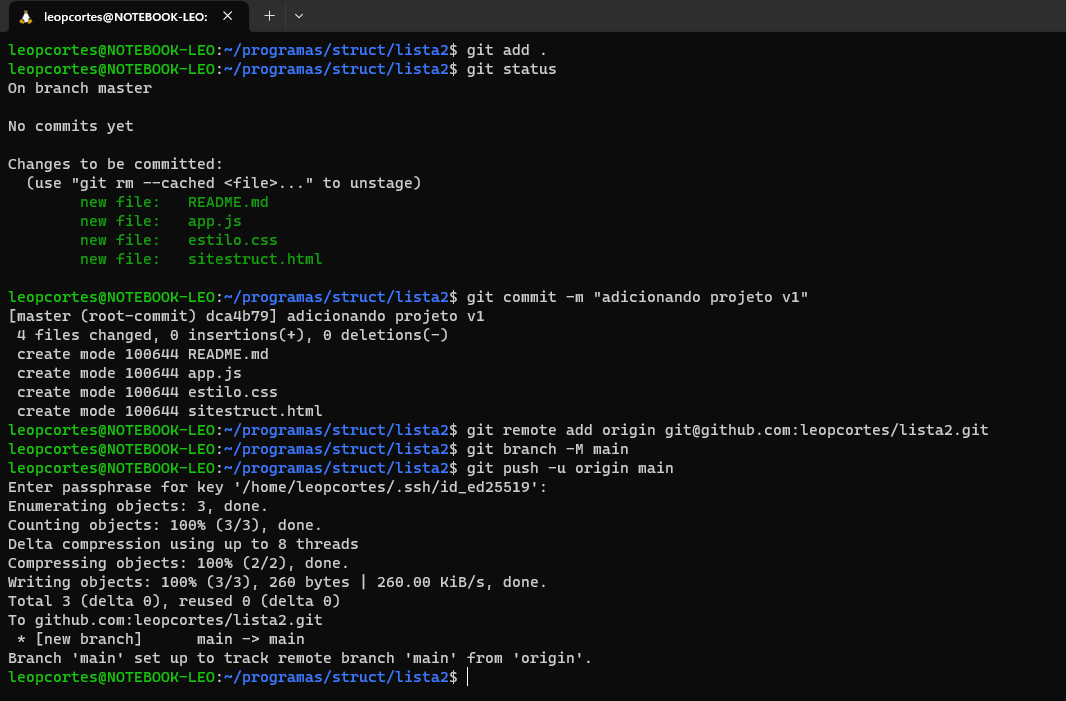 leopcortes@NOTEBOOK-LEO:
leopcortes@NOTEBOOK-LEO:~/programas/struct/lista2$ git add .
leopcortes@NOTEBOOK-LEO:~/programas/struct/lista2$ git status
On branch master
No commits yet
Changes to be committed:
  (use "git rm --cached <file>..." to unstage)
        new file:   README.md
        new file:   app.js
        new file:   estilo.css
        new file:   sitestruct.html
leopcortes@NOTEBOOK-LEO:~/programas/struct/lista2$ git commit -m "adicionando projeto v1"
[master (root-commit) dca4b79] adicionando projeto v1
 4 files changed, 0 insertions(+), 0 deletions(-)
 create mode 100644 README.md
 create mode 100644 app.js
 create mode 100644 estilo.css
 create mode 100644 sitestruct.html
leopcortes@NOTEBOOK-LEO:~/programas/struct/lista2$ git remote add origin git@github.com:leopcortes/lista2.git
leopcortes@NOTEBOOK-LEO:~/programas/struct/lista2$ git branch -M main
leopcortes@NOTEBOOK-LEO:~/programas/struct/lista2$ git push -u origin main
Enter passphrase for key '/home/leopcortes/.ssh/id_ed25519':
Enumerating objects: 3, done.
Counting objects: 100% (3/3), done.
Delta compression using up to 8 threads
Compressing objects: 100% (2/2), done.
Writing objects: 100% (3/3), 260 bytes | 260.00 KiB/s, done.
Total 3 (delta 0), reused 0 (delta 0)
To github.com:leopcortes/lista2.git
 * [new branch]      main -> main
Branch 'main' set up to track remote branch 'main' from 'origin'.
leopcortes@NOTEBOOK-LEO:~/programas/struct/lista2$